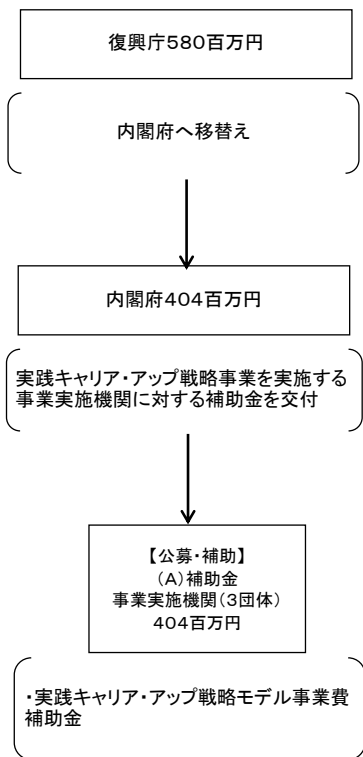 復興庁580百万円
内閣府へ移替え
内閣府404百万円
実践キャリア・アップ戦略事業を実施する
事業実施機関に対する補助金を交付
【公募・補助】
(A)補助金
事業実施機関(3団体)
404百万円
・実践キャリア・アップ戦略モデル事業費
補助金